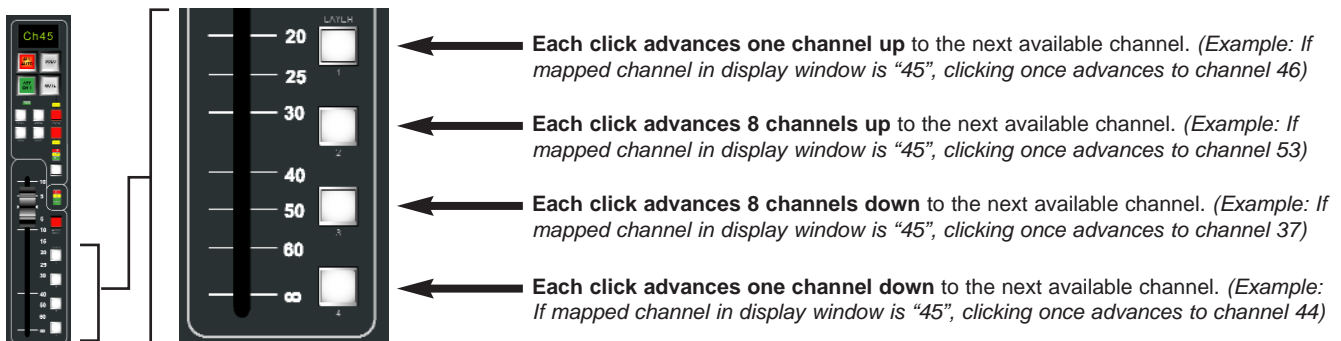 Ch45
LAYER
20
1
25
30
2
40
50
3
60
∞
4
Each click advances one channel up to the next available channel. (Example: If
mapped channel in display window is “45”, clicking once advances to channel 46)
Each click advances 8 channels up to the next available channel. (Example: If
mapped channel in display window is “45”, clicking once advances to channel 53)
Each click advances 8 channels down to the next available channel. (Example: If
mapped channel in display window is “45”, clicking once advances to channel 37)
Each click advances one channel down to the next available channel. (Example:
If mapped channel in display window is “45”, clicking once advances to channel 44)